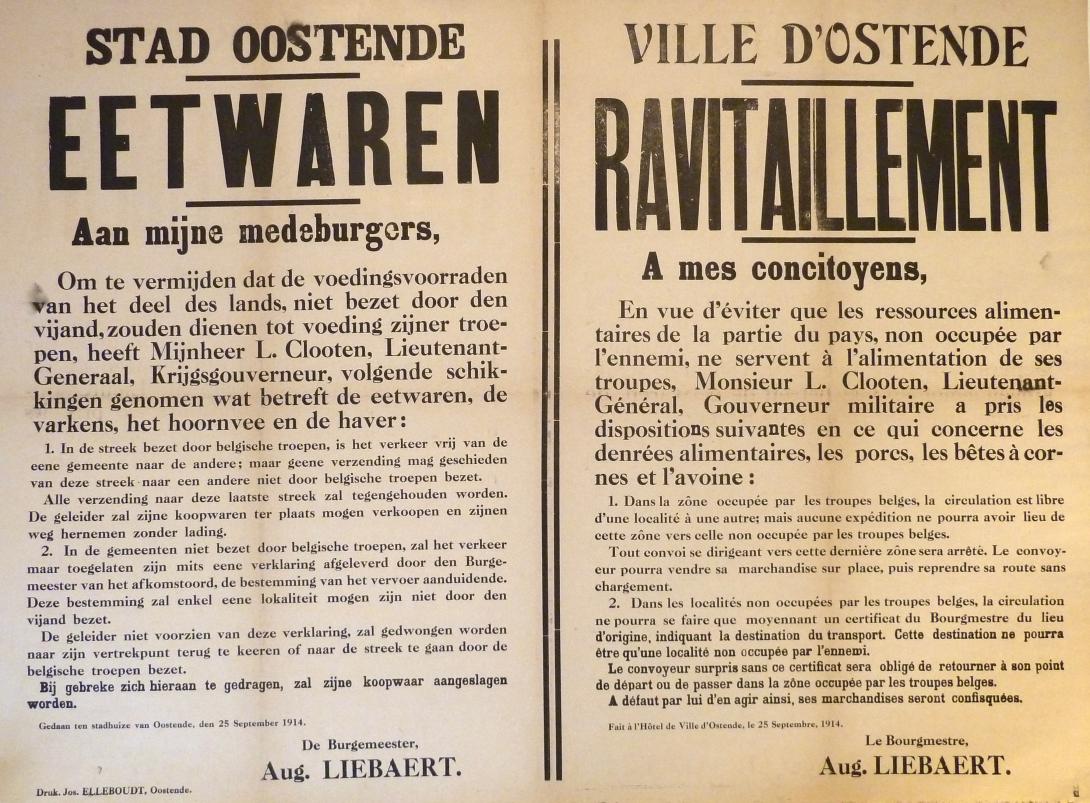 STAD OOSTENDE
EETWAREN
Aan mijne medeburgers,
Om te vermijden dat de voedingsvoorraden
van het deel des lands, niet bezet door den
vijand, zouden dienen tot voeding zijner troe-
pen, heeft Mijnheer L. Clooten, Lieutenant-
Generaal, Krijgsgouverneur, volgende schik-
kingen genomen wat betreft de eetwaren, de
varkens, het hoornvee en de haver:
1. In de streek bezet door belgische troepen, is het verkeer vrij van de
eene gemeente naar de andere; maar geene verzending mag geschieden
van deze streek naar een andere niet door belgische troepen bezet.
Alle verzending naar deze laatste streek zal tegengehouden worden.
De geleider zal zijne koopwaren ter plaats mogen verkoopen en zijnen
weg hernemen zonder lading.
2. In de gemeenten niet bezet door belgische troepen, zal het verkeer
maar toegelaten zijn mits eene verklaring afgeleverd door den Burge-
meester van het afkomstoord, de bestemming van het vervoer aanduidende.
Deze bestemming zal enkel eene lokaliteit mogen zijn niet door den
vijand bezet.
De geleider niet voorzien van deze verklaring, zal gedwongen worden
naar zijn vertrekpunt terug te keeren of naar de streek te gaan door de
belgische troepen bezet.
Bij gebreke zich hieraan te gedragen, zal zijne koopwaar aangeslagen
worden.
Gedaan ten stadhuize van Oostende, den 25 September 1914.
De Burgemeester,
Aug. LIEBAERT.
Druk. Jos. ELLEBOUDT, Oostende.
VILLE D'OSTENDE
RAVITAILLEMENT
A mes concitoyens,
En vue d'éviter que les ressources alimen-
taires de la partie du pays, non occupée par
l'ennemi, ne servent à l'alimentation de ses
troupes, Monsieur L. Clooten, Lieutenant-
Général, Gouverneur militaire a pris les
dispositions suivantes en ce qui concerne les
denrées alimentaires, les porcs, les bêtes à cor-
nes et l'avoine:
1. Dans la zône occupée par les troupes belges, la circulation est libre
d'une localité à une autre; mais aucune expédition ne pourra avoir lieu de
cette zône vers celle non occupée par les troupes belges.
Tout convoi se dirigeant vers cette dernière zône sera arrêté. Le convoy-
eur pourra vendre sa marchandise sur place, puis reprendre sa route sans
chargement.
2. Dans les localités non occupées par les troupes belges, la circulation
ne pourra se faire que moyennant un certificat du Bourgmestre du lieu
d'origine, indiquant la destination du transport. Cette destination ne pourra
être qu'une localité non occupée par l'ennemi.
Le convoyeur surpris sans ce certificat sera obligé de retourner à son point
de départ ou de passer dans la zône occupée par les troupes belges.
A défaut par lui d'en agir ainsi, ses marchandises seront confisquées.
Fait à l'Hôtel de Ville d'Ostende, le 25 Septembre, 1914.
Le Bourgmestre,
Aug. LIEBAERT.